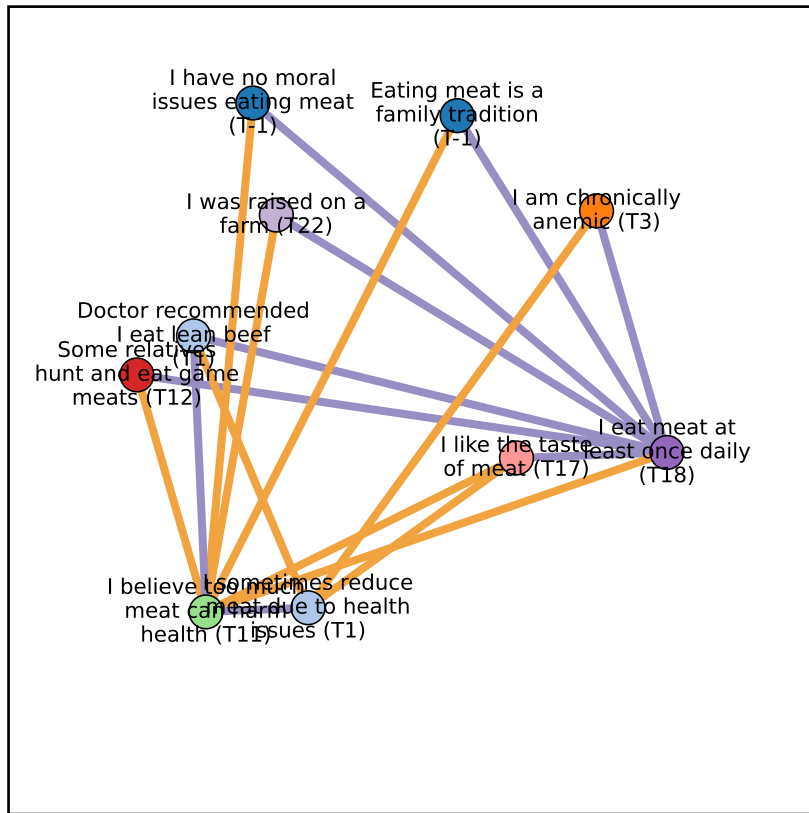 I have no moral
issues eating meat
(T-1)
Eating meat is a
family tradition
(T-1)
I was raised on a
farm (T22)
I am chronically
anemic (T3)
Doctor recommended
I eat lean beef
(T1)
Some relatives
hunt and eat game
meats (T12)
I like the taste
of meat (T17)
I eat meat at
least once daily
(T18)
I believe too much
meat can harm
health (T11)
I sometimes reduce
meat due to health
issues (T1)